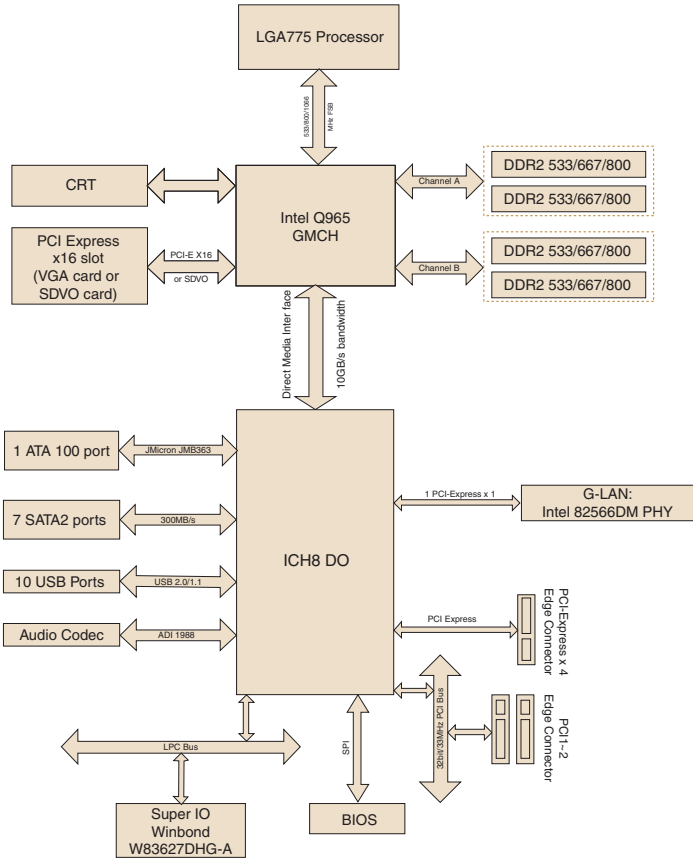 LGA775 Processor
533/800/1066
MHz FSB
CRT
PCI Express
x16 slot
(VGA card or
SDVO card)
PCI-E X16
or SDVO
Intel Q965
GMCH
Channel A
DDR2 533/667/800
DDR2 533/667/800
Channel B
DDR2 533/667/800
DDR2 533/667/800
Direct Media Inter face
10GB/s bandwidth
1 ATA 100 port
JMicron JMB363
7 SATA2 ports
300MB/s
10 USB Ports
USB 2.0/1.1
Audio Codec
ADI 1988
ICH8 DO
1 PCI-Express x 1
G-LAN:
Intel 82566DM PHY
PCI Express
PCI-Express x 4
Edge Connector
32bit/33MHz PCI Bus
PCI1~2
Edge Connector
LPC Bus
SPI
Super IO
Winbond
W83627DHG-A
BIOS